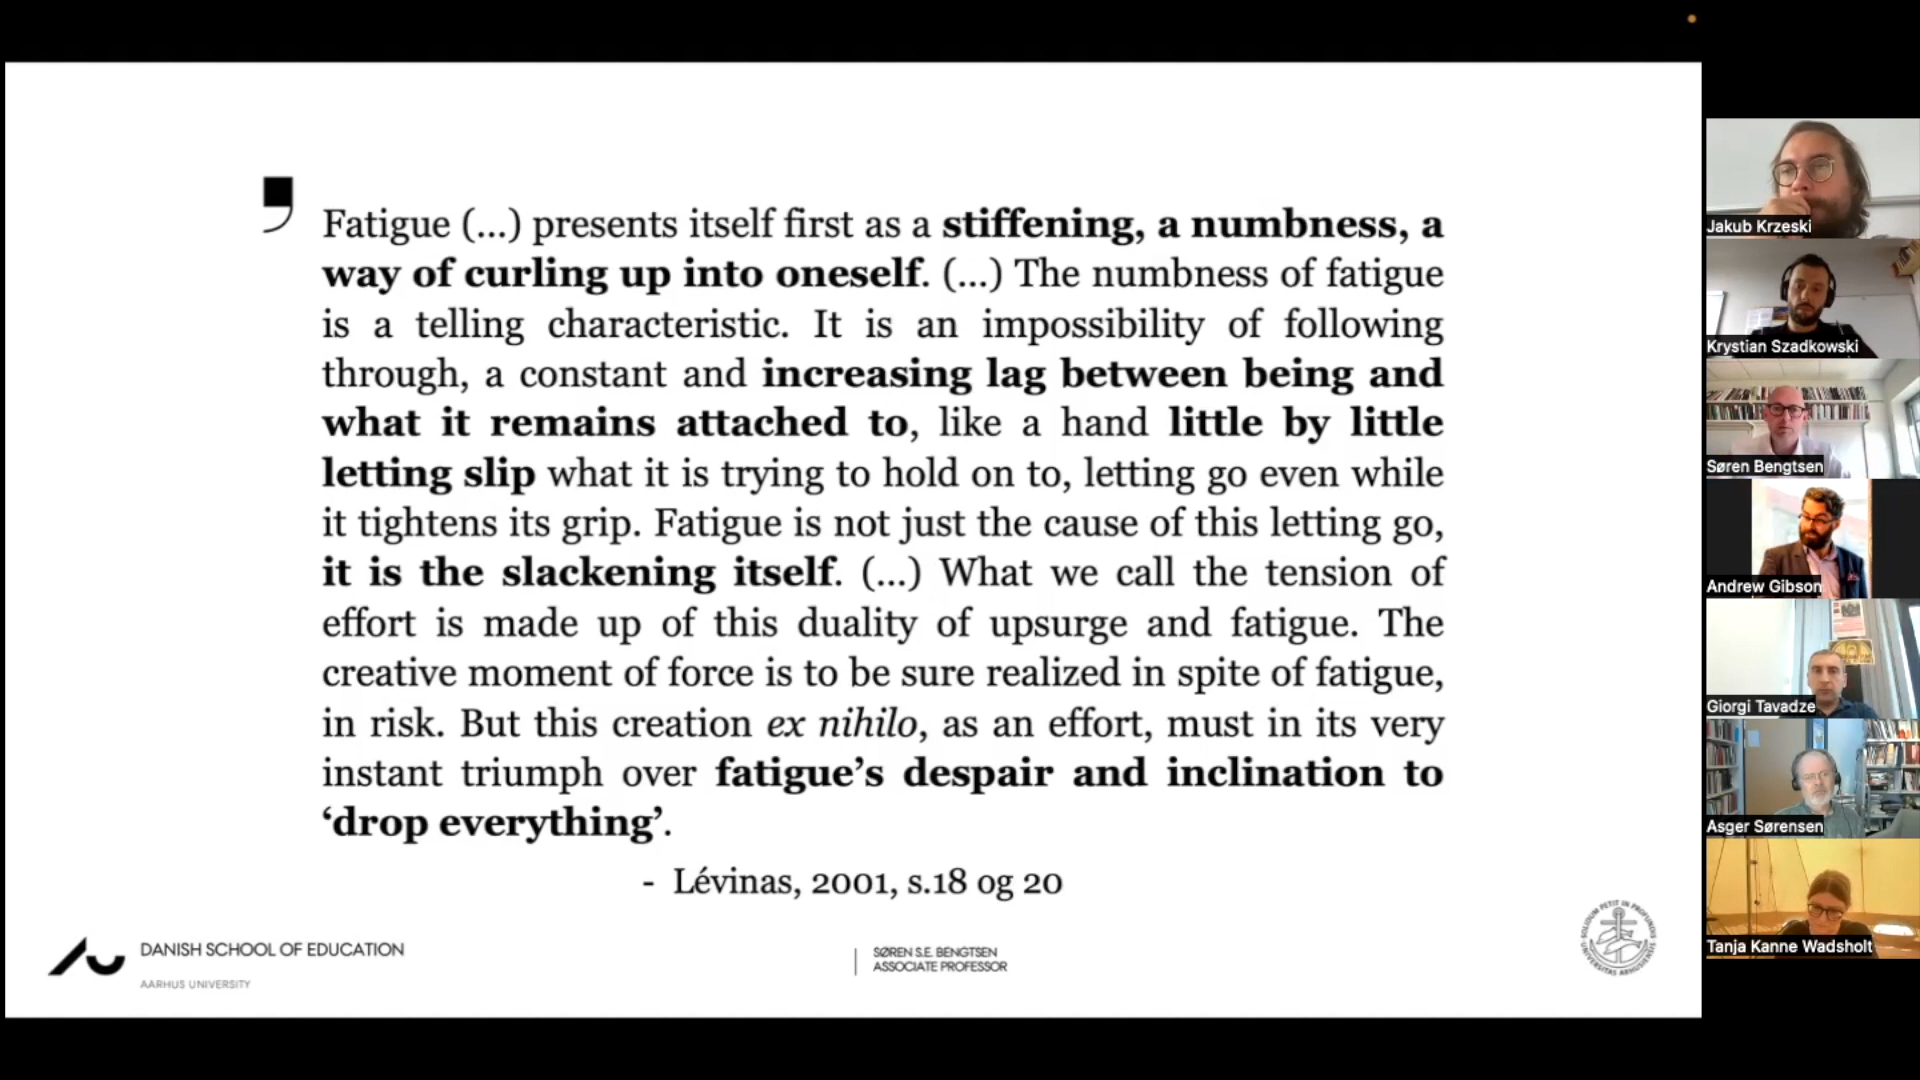 Fatigue (...) presents itself first as a stiffening, a numbness, a
way of curling up into oneself. (...) The numbness of fatigue
is a telling characteristic. It is an impossibility of following
through, a constant and increasing lag between being and
what it remains attached to, like a hand little by little
letting slip what it is trying to hold on to, letting go even while
it tightens its grip. Fatigue is not just the cause of this letting go,
it is the slackening itself. (...) What we call the tension of
effort is made up of this duality of upsurge and fatigue. The
creative moment of force is to be sure realized in spite of fatigue,
in risk. But this creation ex nihilo, as an effort, must in its very
instant triumph over fatigue’s despair and inclination to
‘drop everything’.
- Lévinas, 2001, s.18 og 20
DANISH SCHOOL OF EDUCATION
AARHUS UNIVERSITY
SØREN S.E. BENGTSEN
ASSOCIATE PROFESSOR
Jakub Krzeski
Krystian Szadkowski
Søren Bengtsen
Andrew Gibson
Giorgi Tavadze
Asger Sørensen
Tanja Kanne Wadsholt